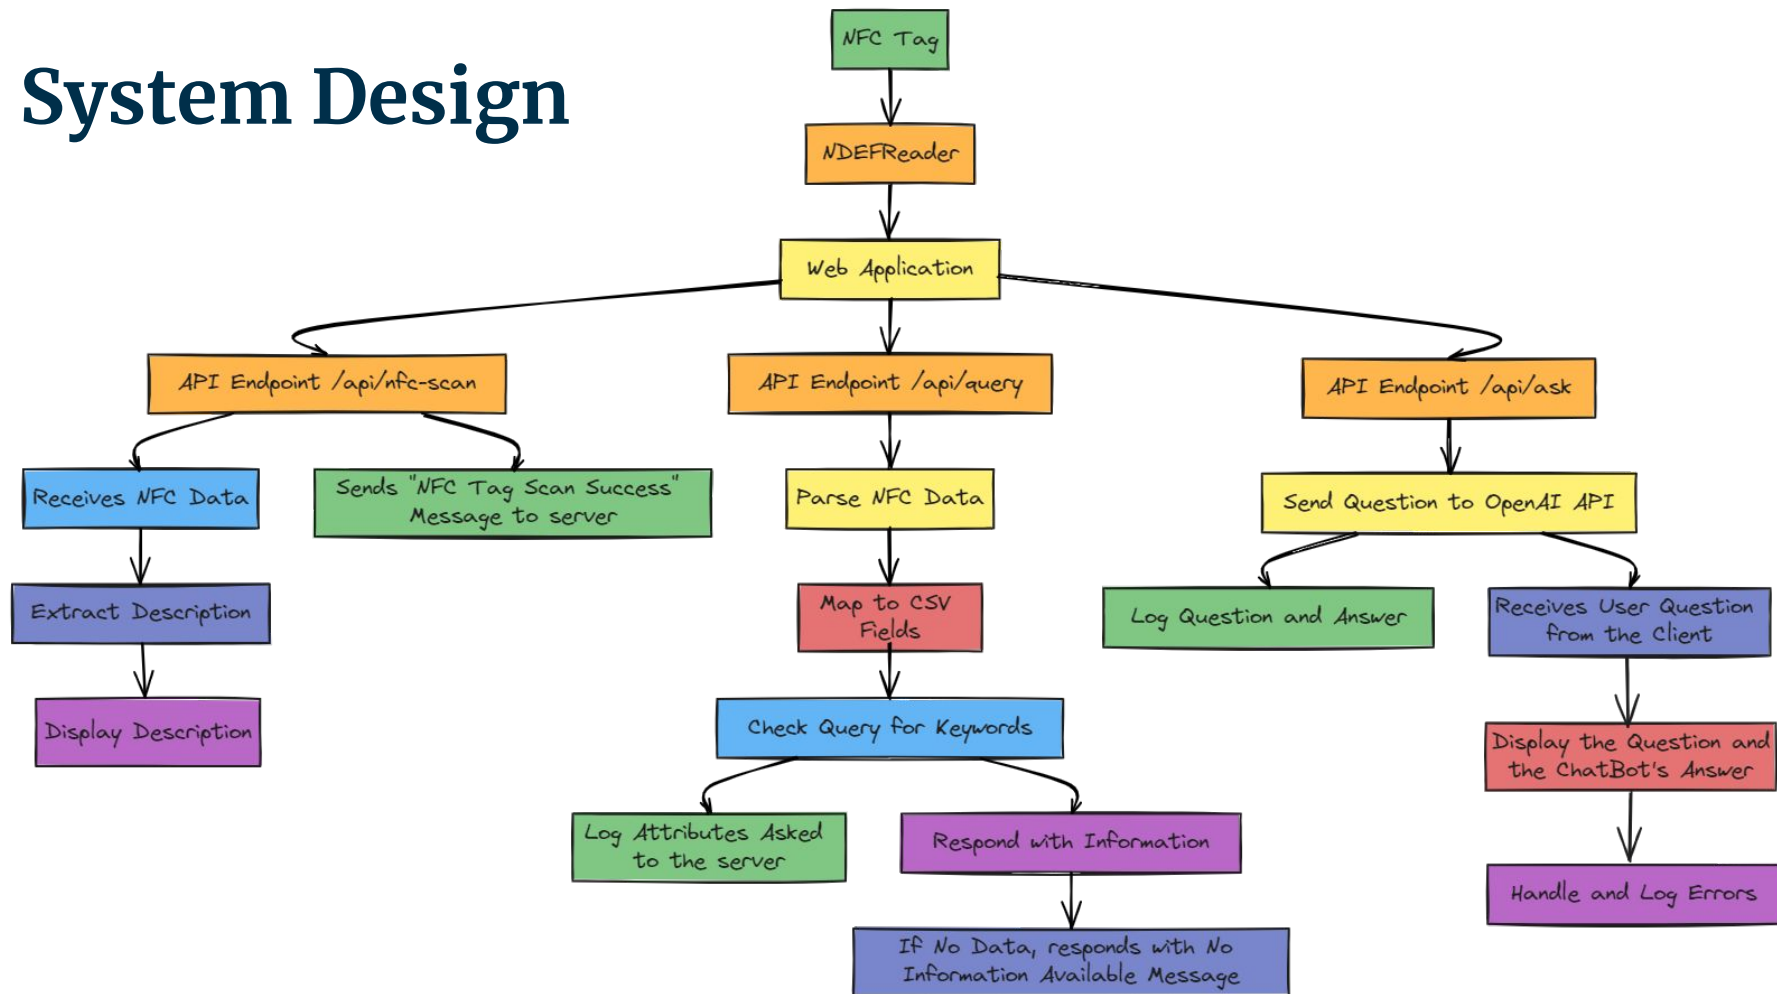 System Design
NFC Tag
NDEFReader
Web Application
API Endpoint /api/nfc-scan
API Endpoint /api/query
API Endpoint /api/ask
Receives NFC Data
Sends "NFC Tag Scan Success"
Message to server
Parse NFC Data
Send Question to OpenAI API
Extract Description
Map to CSV
Fields
Log Question and Answer
Receives User Question
from the Client
Display Description
Check Query for Keywords
Display the Question and
the ChatBot's Answer
Log Attributes Asked
to the server
Respond with Information
Handle and Log Errors
If No Data, responds with No
Information Available Message